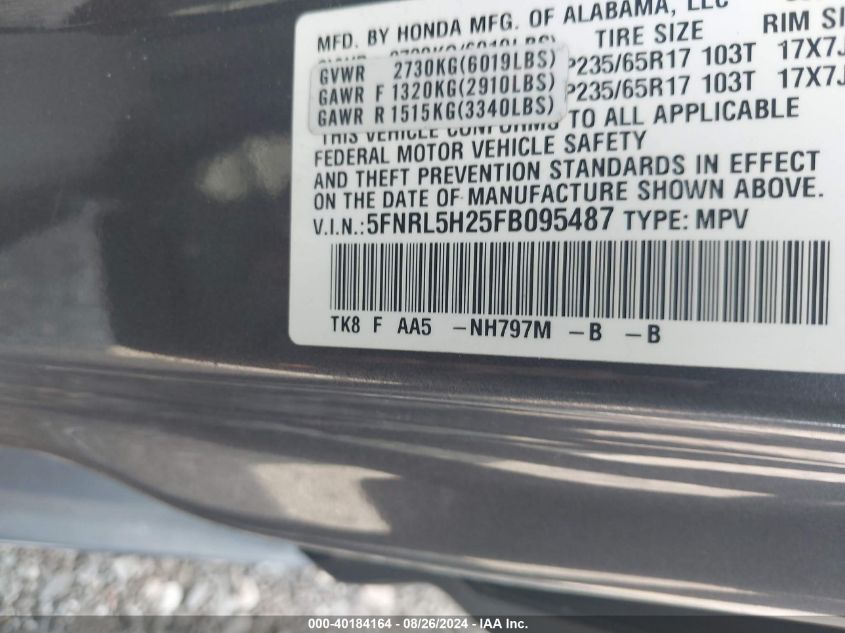 MFD. BY HONDA MFG. OF ALABAMA, LLC
TIRE SIZE RIM SI
GVWR 2730KG(6019LBS) P235/65R17 103T 17X7J
GAWR F 1320KG(2910LBS) P235/65R17 103T 17X7J
GAWR R 1515KG(3340LBS)
THIS VEHICLE CONFORMS TO ALL APPLICABLE
FEDERAL MOTOR VEHICLE SAFETY
AND THEFT PREVENTION STANDARDS IN EFFECT
ON THE DATE OF MANUFACTURE SHOWN ABOVE.
V.I.N.:5FNRL5H25FB095487 TYPE: MPV
TK8 F AA5 -NH797M -B -B
000-40184164 - 08/26/2024 - IAA Inc.